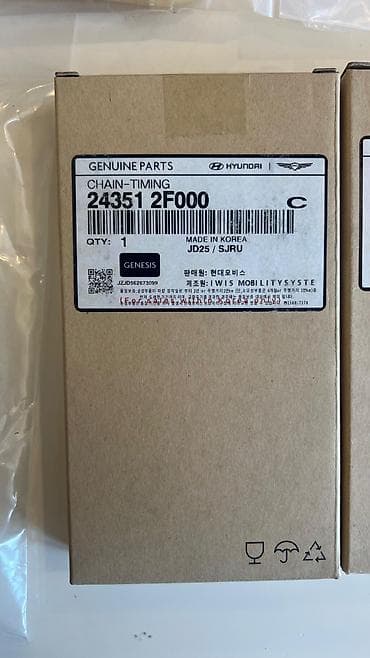 GENUINE PARTS HYUNDAI
CHAIN-TIMING
24351 2F000 C
QTY: 1 MADE IN KOREA
JD25 / SJRU
GENESIS
판매원: 현대모비스
JZJD562673099 제조원: IWIS MOBILITYSYSTE